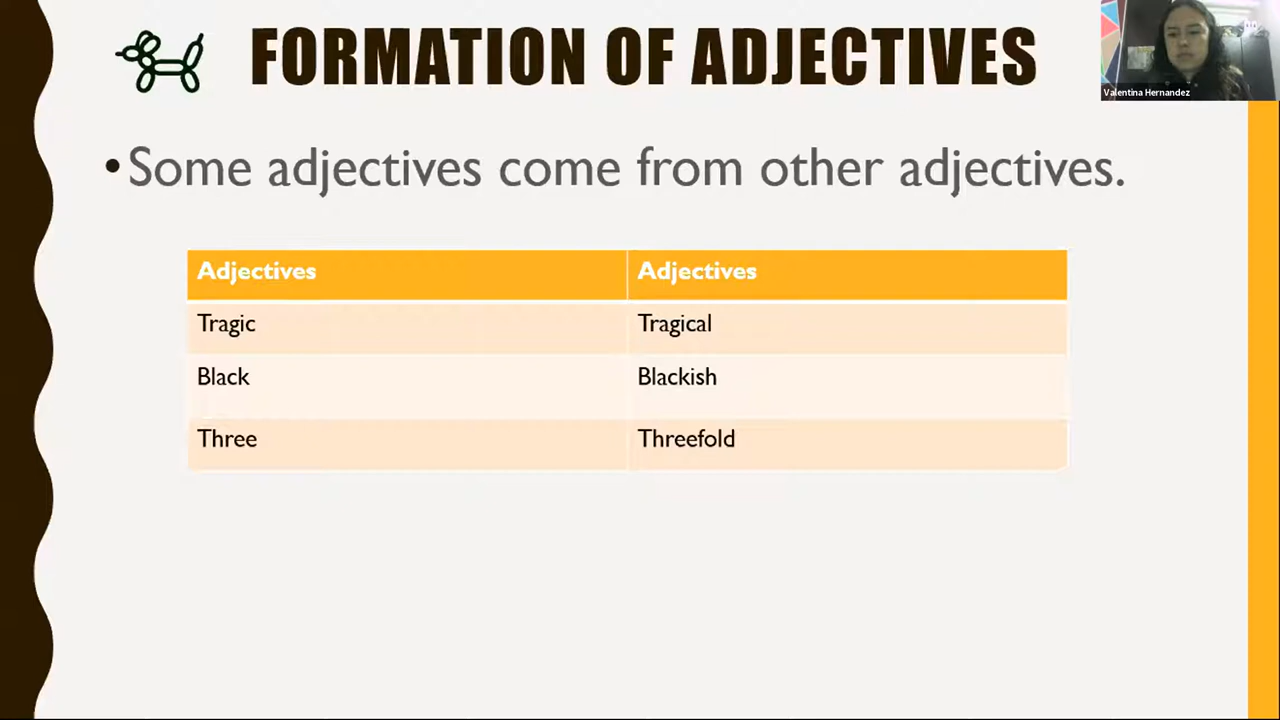 FORMATION OF ADJECTIVES
Valentina Hernandez
•Some adjectives come from other adjectives.
Adjectives Adjectives
Tragic Tragical
Black Blackish
Three Threefold